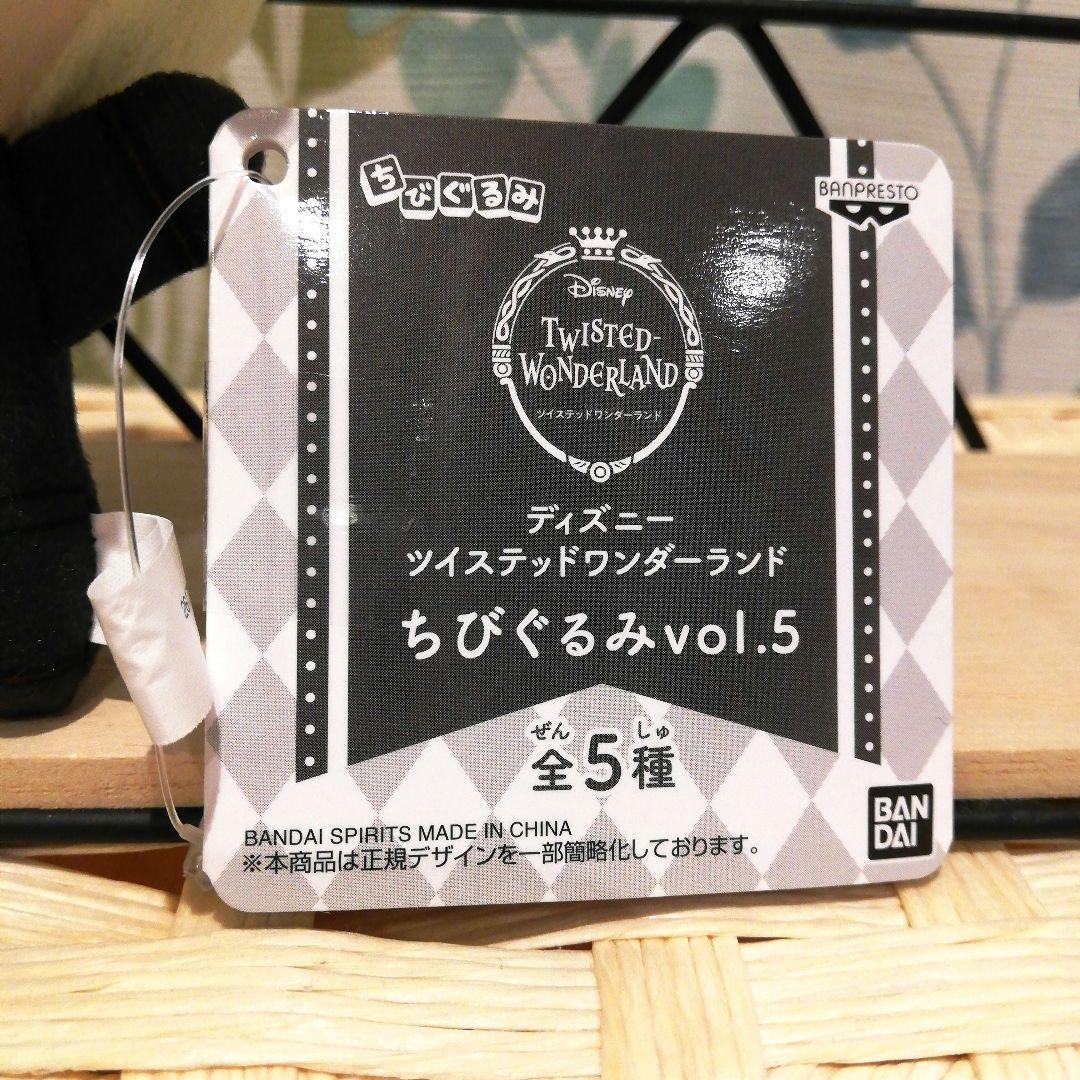 ちびぐるみ
BANPRESTO
Disney
TWISTED-
WONDERLAND
ツイステッドワンダーランド
ディズニー
ツイステッドワンダーランド
ちびぐるみvol.5
ぜん しゅ
全5種
BANDAI SPIRITS MADE IN CHINA
※本商品は正規デザインを一部簡略化しております。
BAN
DAI